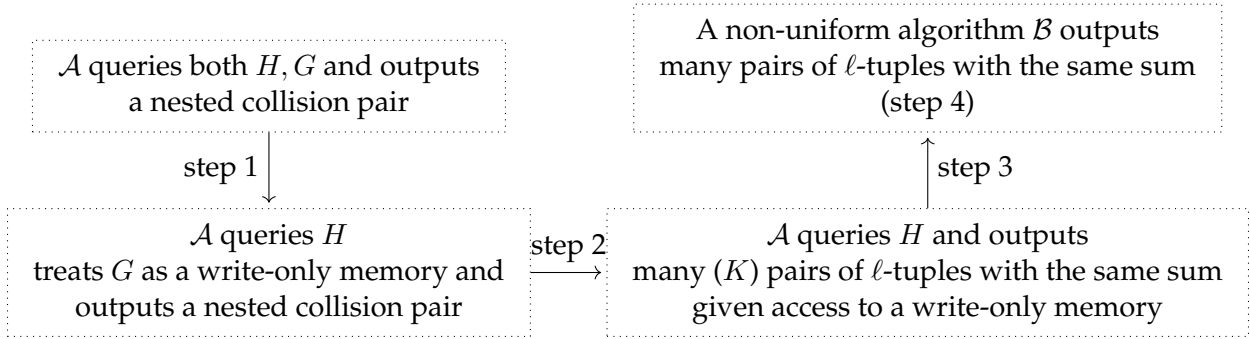 𝒜 queries both H, G and outputs
a nested collision pair
step 1
𝒜 queries H
treats G as a write-only memory and
outputs a nested collision pair
step 2
𝒜 queries H and outputs
many (K) pairs of ℓ-tuples with the same sum
given access to a write-only memory
step 3
A non-uniform algorithm ℬ outputs
many pairs of ℓ-tuples with the same sum
(step 4)